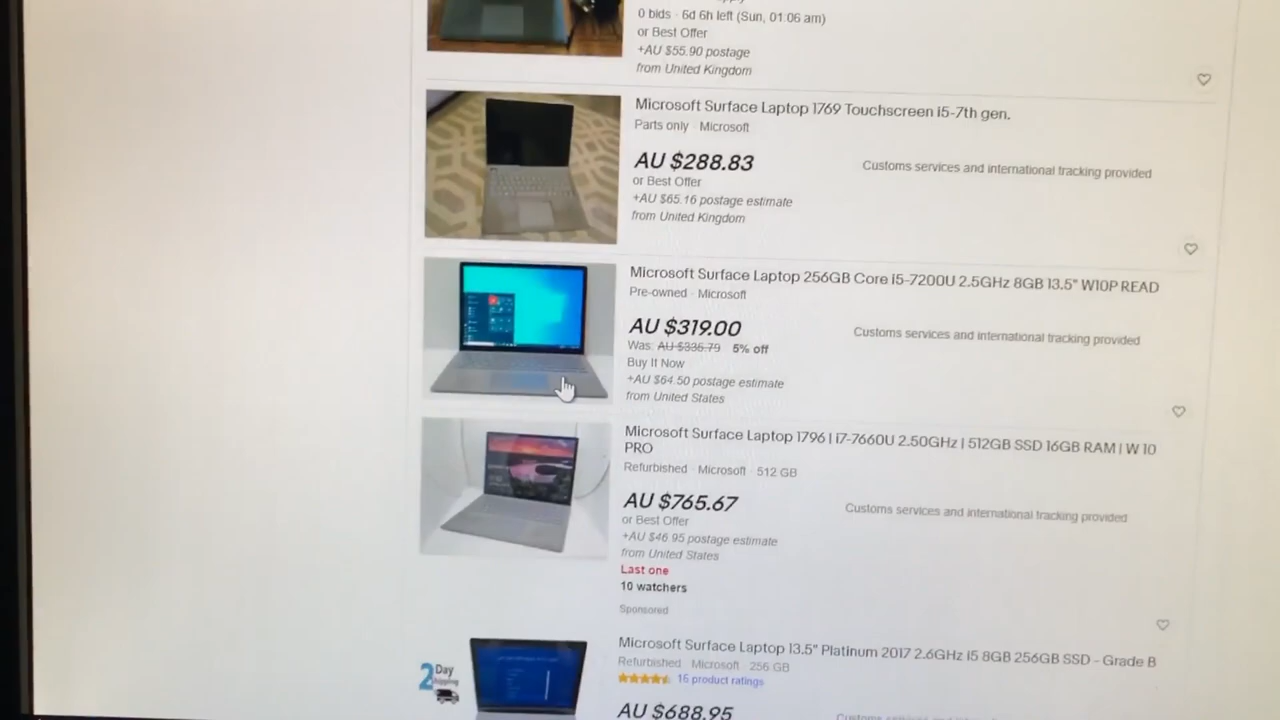 0 bids · 6d 6h left (Sun, 01:06 am)
or Best Offer
+AU $55.90 postage
from United Kingdom
Microsoft Surface Laptop 1769 Touchscreen i5-7th gen.
Parts only · Microsoft
AU $288.83
Customs services and international tracking provided
or Best Offer
+AU $65.16 postage estimate
from United Kingdom
Microsoft Surface Laptop 256GB Core i5-7200U 2.5GHz 8GB 13.5" W10P READ
Pre-owned · Microsoft
AU $319.00
Customs services and international tracking provided
Was: AU $336.79 5% off
Buy It Now
+AU $64.50 postage estimate
from United States
Microsoft Surface Laptop 1796 | i7-7660U 2.50GHz | 512GB SSD 16GB RAM | W 10
PRO
Refurbished · Microsoft · 512 GB
AU $765.67
Customs services and international tracking provided
or Best Offer
+AU $46.95 postage estimate
from United States
Last one
10 watchers
Sponsored
Microsoft Surface Laptop 13.5" Platinum 2017 2.6GHz i5 8GB 256GB SSD - Grade B
Refurbished · Microsoft · 256 GB
2 Day
Shipping
16 product ratings
AU $688.95